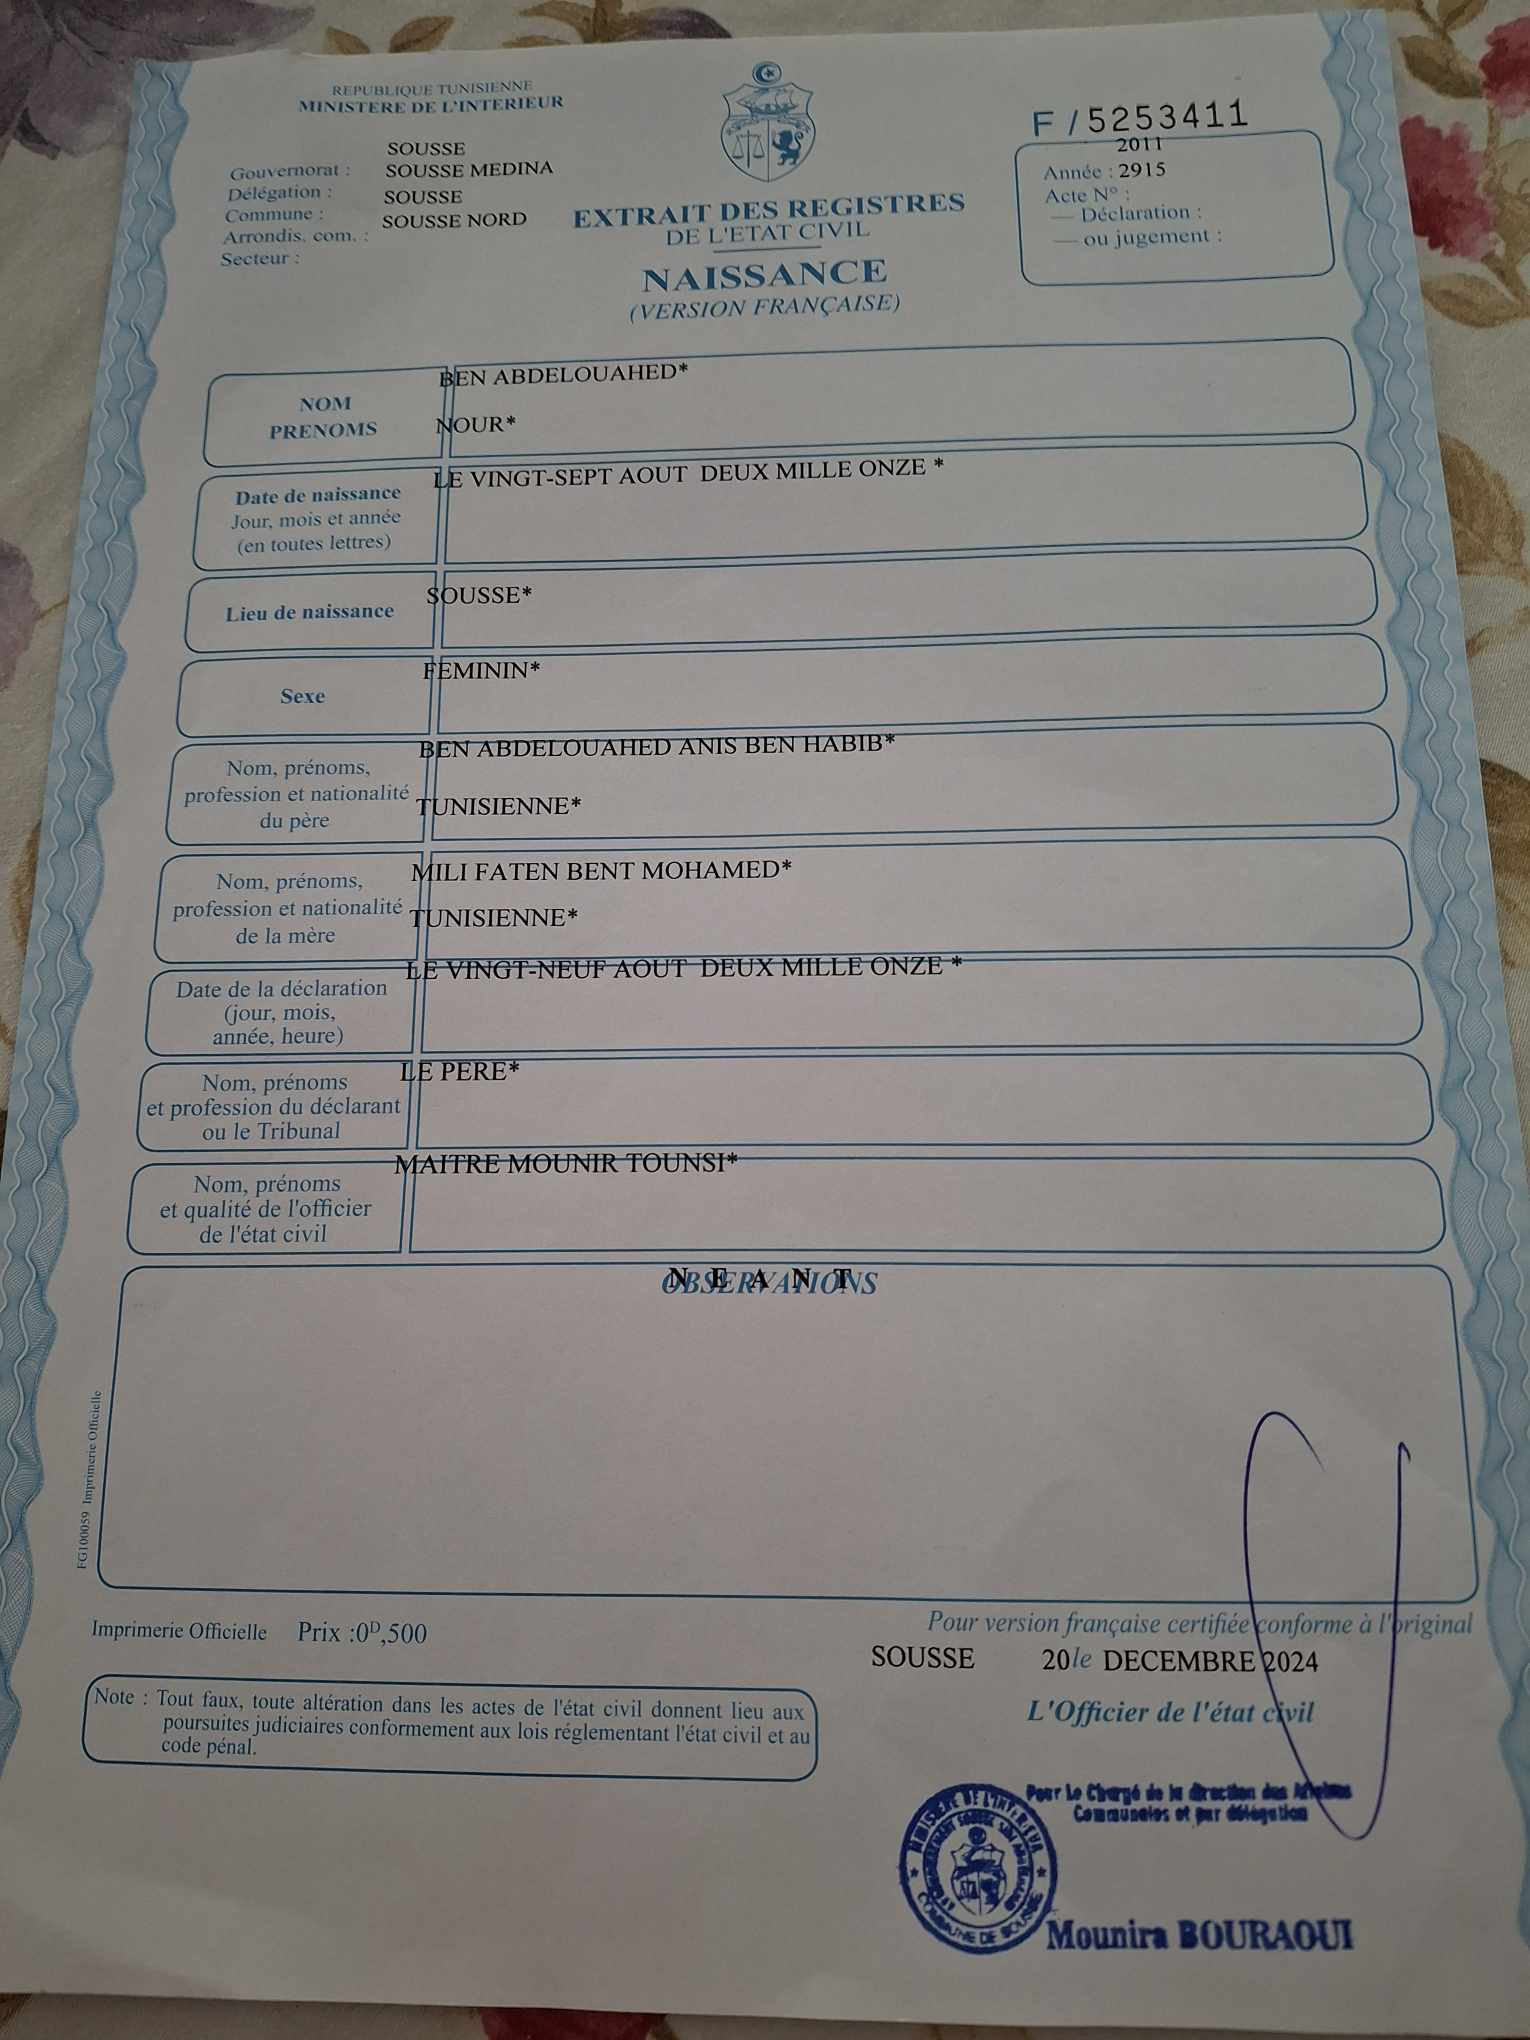 REPUBLIQUE TUNISIENNE
MINISTERE DE L'INTERIEUR
SOUSSE
Gouvernorat : SOUSSE MEDINA
Délégation : SOUSSE
Commune : SOUSSE NORD
Arrondis. com. :
Secteur :
EXTRAIT DES REGISTRES
DE L'ETAT CIVIL
NAISSANCE
(VERSION FRANÇAISE)
F / 5253411
2011
Année : 2915
Acte N° :
— Déclaration :
— ou jugement :
NOM
PRENOMS
BEN ABDELOUAHED*
NOUR*
Date de naissance
Jour, mois et année
(en toutes lettres)
LE VINGT-SEPT AOUT DEUX MILLE ONZE *
Lieu de naissance
SOUSSE*
Sexe
FEMININ*
Nom, prénoms,
profession et nationalité
du père
BEN ABDELOUAHED ANIS BEN HABIB*
TUNISIENNE*
Nom, prénoms,
profession et nationalité
de la mère
MILI FATEN BENT MOHAMED*
TUNISIENNE*
Date de la déclaration
(jour, mois,
année, heure)
LE VINGT-NEUF AOUT DEUX MILLE ONZE *
Nom, prénoms
et profession du déclarant
ou le Tribunal
LE PERE*
Nom, prénoms
et qualité de l'officier
de l'état civil
MAITRE MOUNIR TOUNSI*
OBSERVATIONS
N E A N T
FG100059 Imprimerie Officielle
Imprimerie Officielle Prix :0D,500
Pour version française certifiée conforme à l'original
SOUSSE 20 le DECEMBRE 2024
L'Officier de l'état civil
Note : Tout faux, toute altération dans les actes de l'état civil donnent lieu aux
poursuites judiciaires conformement aux lois réglementant l'état civil et au
code pénal.
Pour Le Chargé de la direction des Affaires
Communales et par délégation
MINISTERE DE L'INTERIEUR
COMMUNE DE SOUSSE
Mounira BOURAOUI